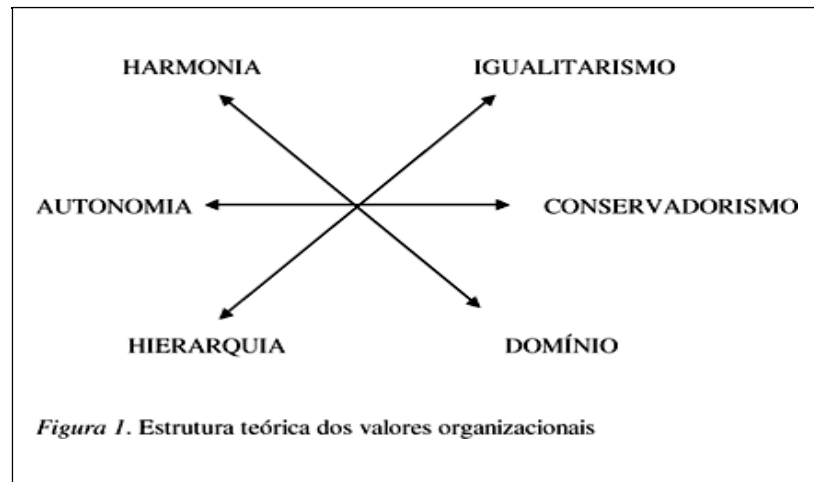 HARMONIA IGUALITARISMO
AUTONOMIA CONSERVADORISMO
HIERARQUIA DOMÍNIO
Figura 1. Estrutura teórica dos valores organizacionais